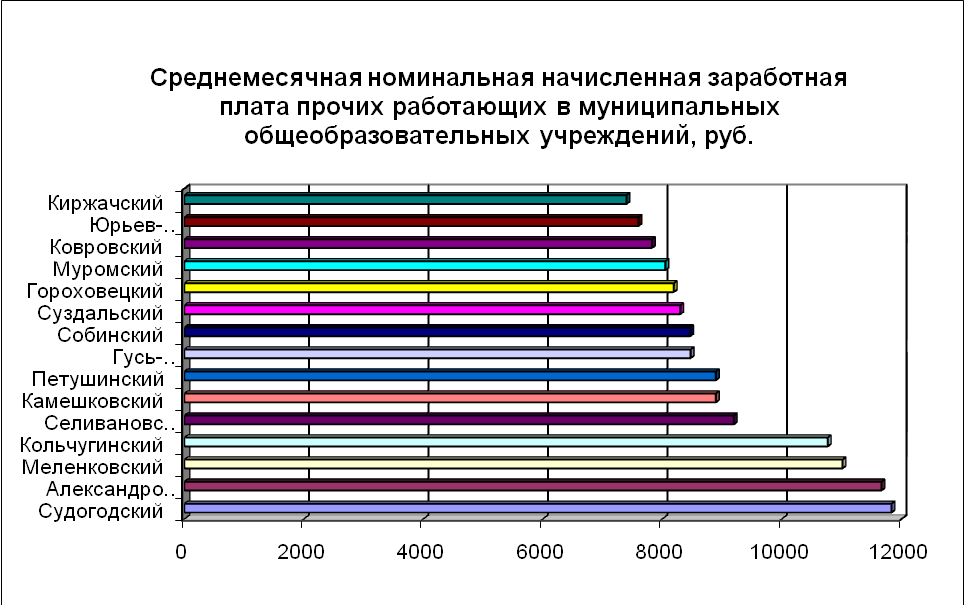 Среднемесячная номинальная начисленная заработная
плата прочих работающих в муниципальных
общеобразовательных учреждений, руб.
Киржачский
Юрьев-..
Ковровский
Муромский
Гороховецкий
Суздальский
Собинский
Гусь-..
Петушинский
Камешковский
Селивановс..
Кольчугинский
Меленковский
Александро..
Судогодский
0 2000 4000 6000 8000 10000 12000